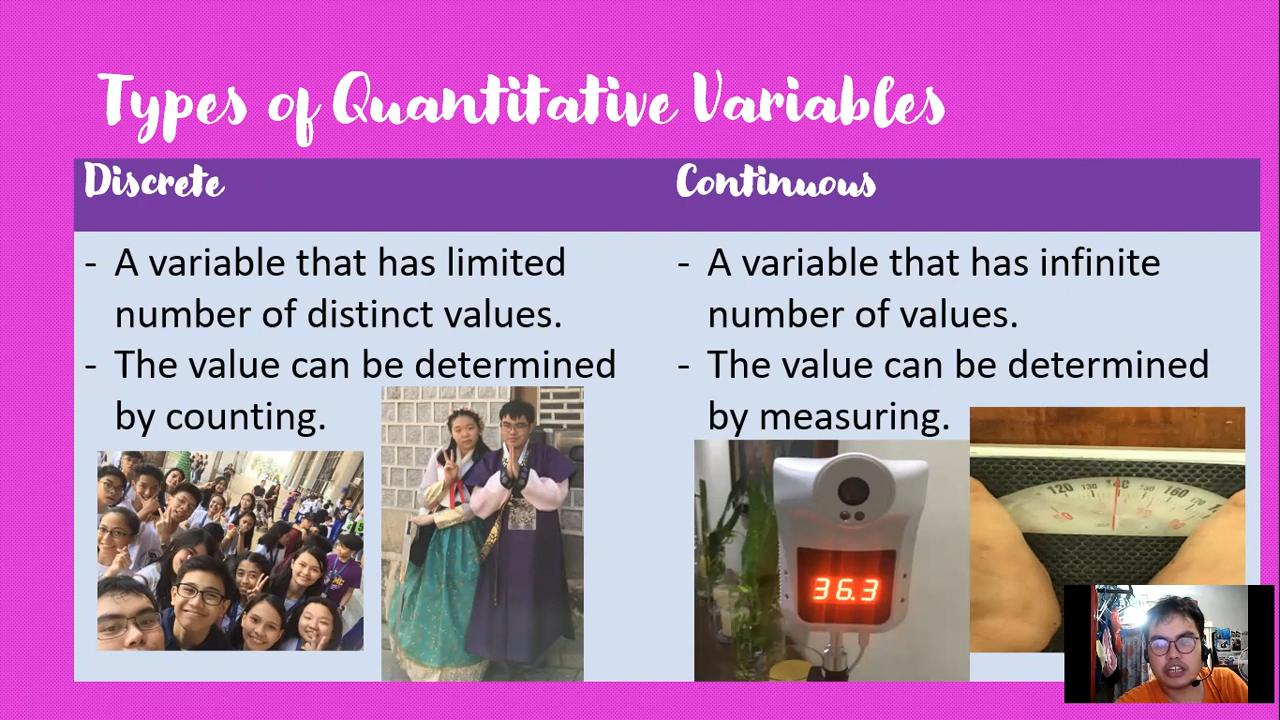 Types of Quantitative Variables
Discrete
- A variable that has limited
number of distinct values.
- The value can be determined
by counting.
Continuous
- A variable that has infinite
number of values.
- The value can be determined
by measuring.
36.3
120 130 140 160